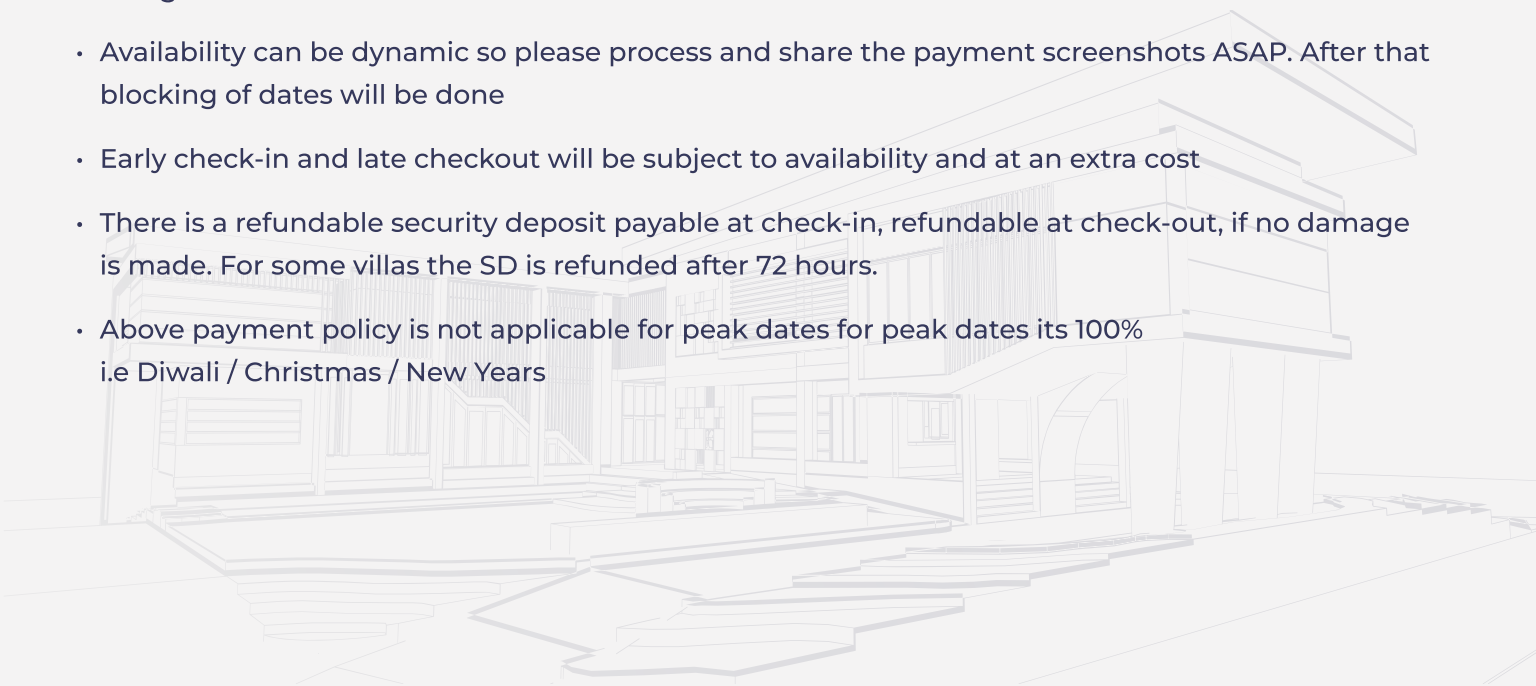 • Availability can be dynamic so please process and share the payment screenshots ASAP. After that
blocking of dates will be done
• Early check-in and late checkout will be subject to availability and at an extra cost
• There is a refundable security deposit payable at check-in, refundable at check-out, if no damage
is made. For some villas the SD is refunded after 72 hours.
• Above payment policy is not applicable for peak dates for peak dates its 100%
i.e Diwali / Christmas / New Years